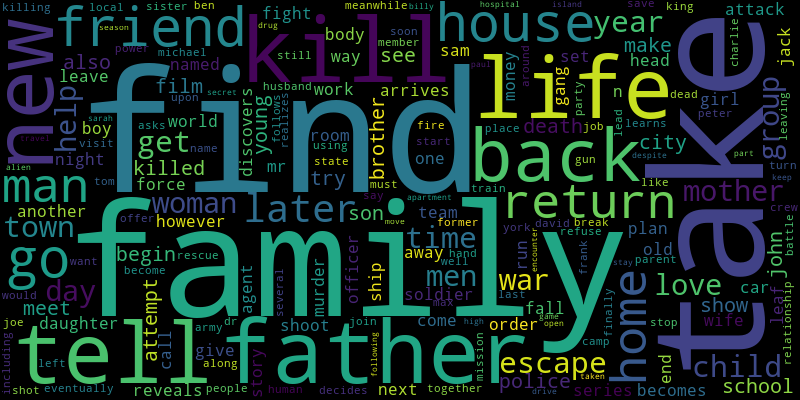 killing
local
sister
ben
meanwhile
billy
hospital
island
save
king
attack
friend
kill
house
year
drug
season
fight
body
soon
member
sam
make
charlie
jack
new
also
michael
power
named
still
way
see
set
money
around
head
leave
film
husband
work
arrives
life
gang
party
n
dead
girl
peter
leaving
take
help
upon
secret
find
paul
boy
sarah
asks
world
young
discovers
follows
realizes
room
using
brother
fire
place
death
job
lead
learns
group
visit
name
get
state
start
back
gun
city
despite
part
turn
keep
travel
night
mr
try
one
alien
tom
killed
force
must
train
like
mother
crew
man
woman
later
son
say
apartment
return
another
offer
however
team
move
former
york
david
break
plan
battle
town
family
time
hand
well
run
encounter
refuse
old
parent
john
go
want
begin
rescue
officer
away
men
frank
stay
love
car
relationship
become
agent
several
murder
ship
war
home
would
day
attempt
soldier
max
last
fall
show
leaf
meet
army
join
come
high
order
game
open
camp
finally
stop
wife
joe
daughter
dr
shoot
father
mission
escape
end
child
including
tell
call
give
along
story
following
taken
police
school
left
human
shot
eventually
reveals
people
decides
next
together
drive
series
becomes